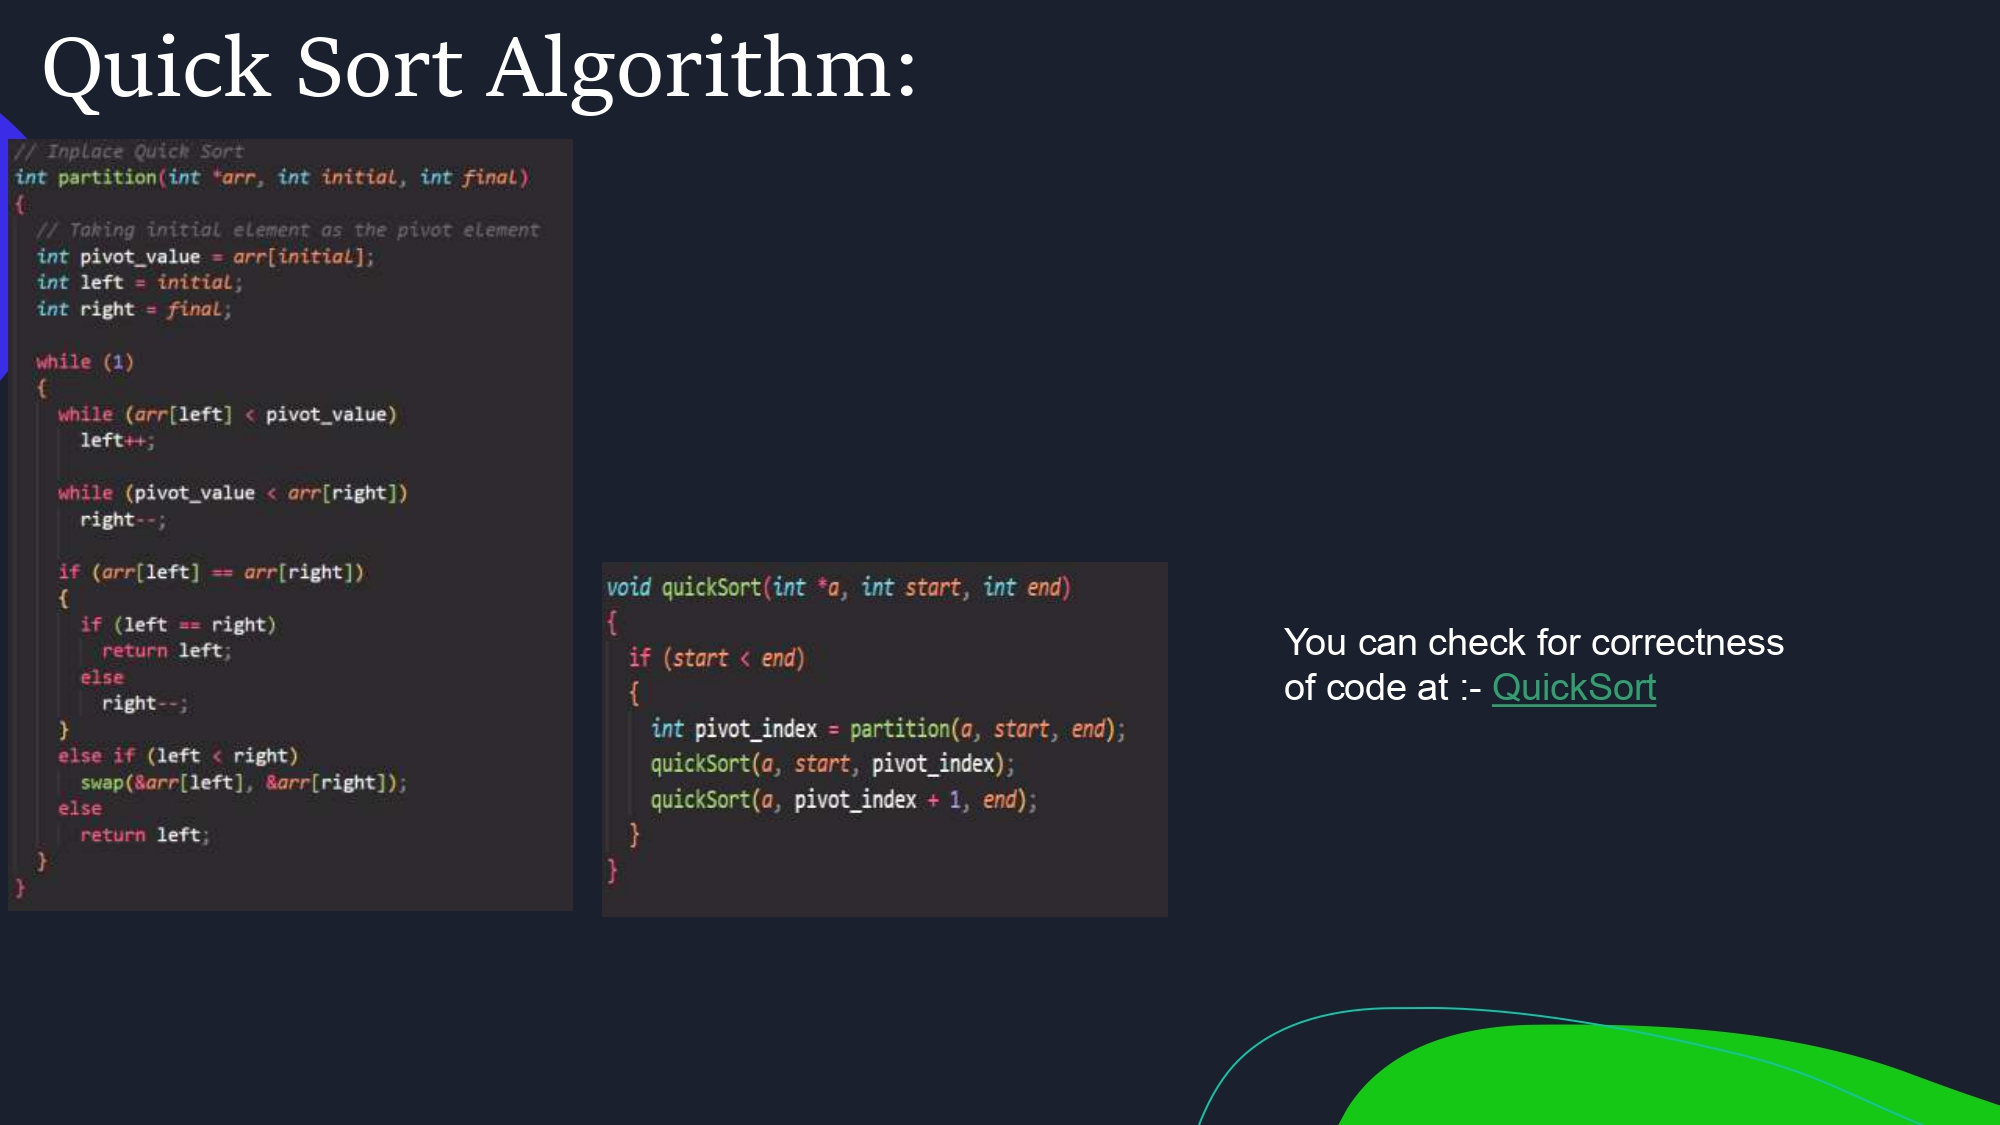 Quick Sort Algorithm:
// Inplace Quick Sort
int partition(int *arr, int initial, int final)
{
// Taking initial element as the pivot element
int pivot_value = arr[initial];
int left = initial;
int right = final;
while (1)
{
while (arr[left] < pivot_value)
left++;
while (pivot_value < arr[right])
right--;
if (arr[left] == arr[right])
{
if (left == right)
return left;
else
right--;
}
else if (left < right)
swap(&arr[left], &arr[right]);
else
return left;
}
}
void quickSort(int *a, int start, int end)
{
if (start < end)
{
int pivot_index = partition(a, start, end);
quickSort(a, start, pivot_index);
quickSort(a, pivot_index + 1, end);
}
}
You can check for correctness
of code at :- QuickSort